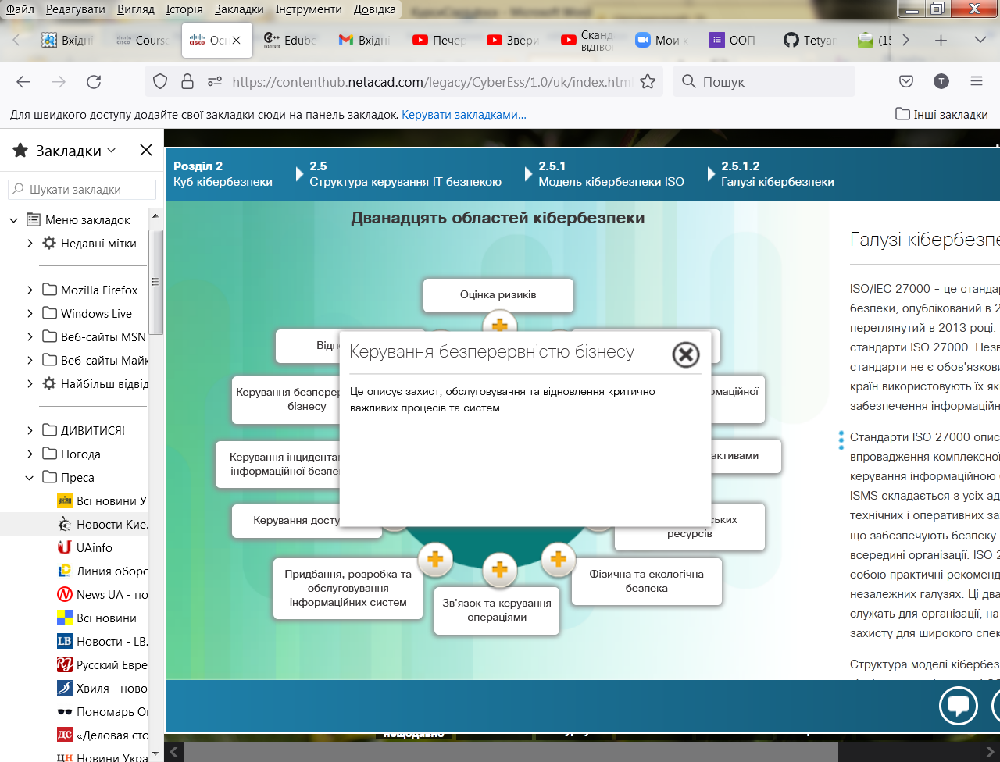 Файл Редагувати Вигляд Історія Закладки Інструменти Довідка
Вхідні Course Осн Edube Вхідні Печер Звери Сканд Мои к ООП - Tetyan (15
відтво
https://contenthub.netacad.com/legacy/CyberEss/1.0/uk/index.html
Пошук
T
Для швидкого доступу додайте свої закладки сюди на панель закладок. Керувати закладками...
Інші закладки
Закладки
Шукати закладки
Меню закладок
Недавні мітки
Mozilla Firefox
Windows Live
Веб-сайты MSN
Веб-сайты Майк
Найбільш відвід
ДИВИТИСЯ!
Погода
Преса
Всі новини У
Новости Кие.
UAinfo
Линия оборо
News UA - по
Всі новини
Новости - LB.
Русский Евре
Хвиля - ново
Пономарь О
«Деловая сто
Новини Укра
Розділ 2
Куб кібербезпеки
2.5
Структура керування ІТ безпекою
2.5.1
Модель кібербезпеки ISO
2.5.1.2
Галузі кібербезпеки
Дванадцять областей кібербезпеки
Оцінка ризиків
Відп
Керування безперер
бізнесу
рмаційної
Керування інцидента
інформаційної безпе
активами
Керування досту
ських
ресурсів
Придбання, розробка та
обслуговування
інформаційних систем
Зв'язок та керування
операціями
Фізична та екологічна
безпека
Керування безперервністю бізнесу
Це описує захист, обслуговування та відновлення критично
важливих процесів та систем.
Галузі кібербезпе
ISO/IEC 27000 - це стандар
безпеки, опублікований в 2
переглянутий в 2013 році.
стандарти ISO 27000. Незв
стандарти не є обов'язкови
країн використовують їх як
забезпечення інформаційн
Стандарти ISO 27000 опис
впровадження комплексної
керування інформаційною
ISMS складається з усіх ад
технічних і оперативних за
що забезпечують безпеку
всередині організації. ISO 2
собою практичні рекоменд
незалежних галузях. Ці два
служать для організації, на
захисту для широкого спек
Структура моделі кібербез
нещодавно